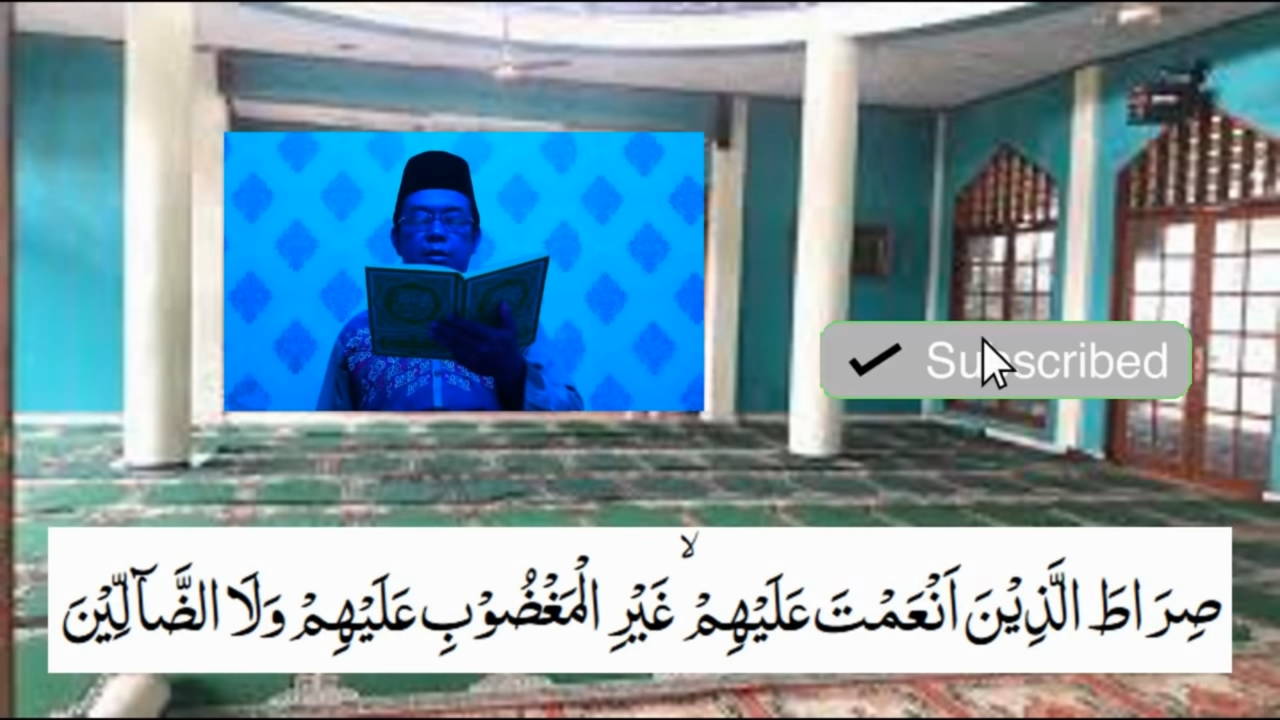 Subscribed
صِرَاطَ الَّذِيْنَ اَنْعَمْتَ عَلَيْهِمْ ۙ غَيْرِ الْمَغْضُوْبِ عَلَيْهِمْ وَلَا الضَّاۤلِّيْنَ